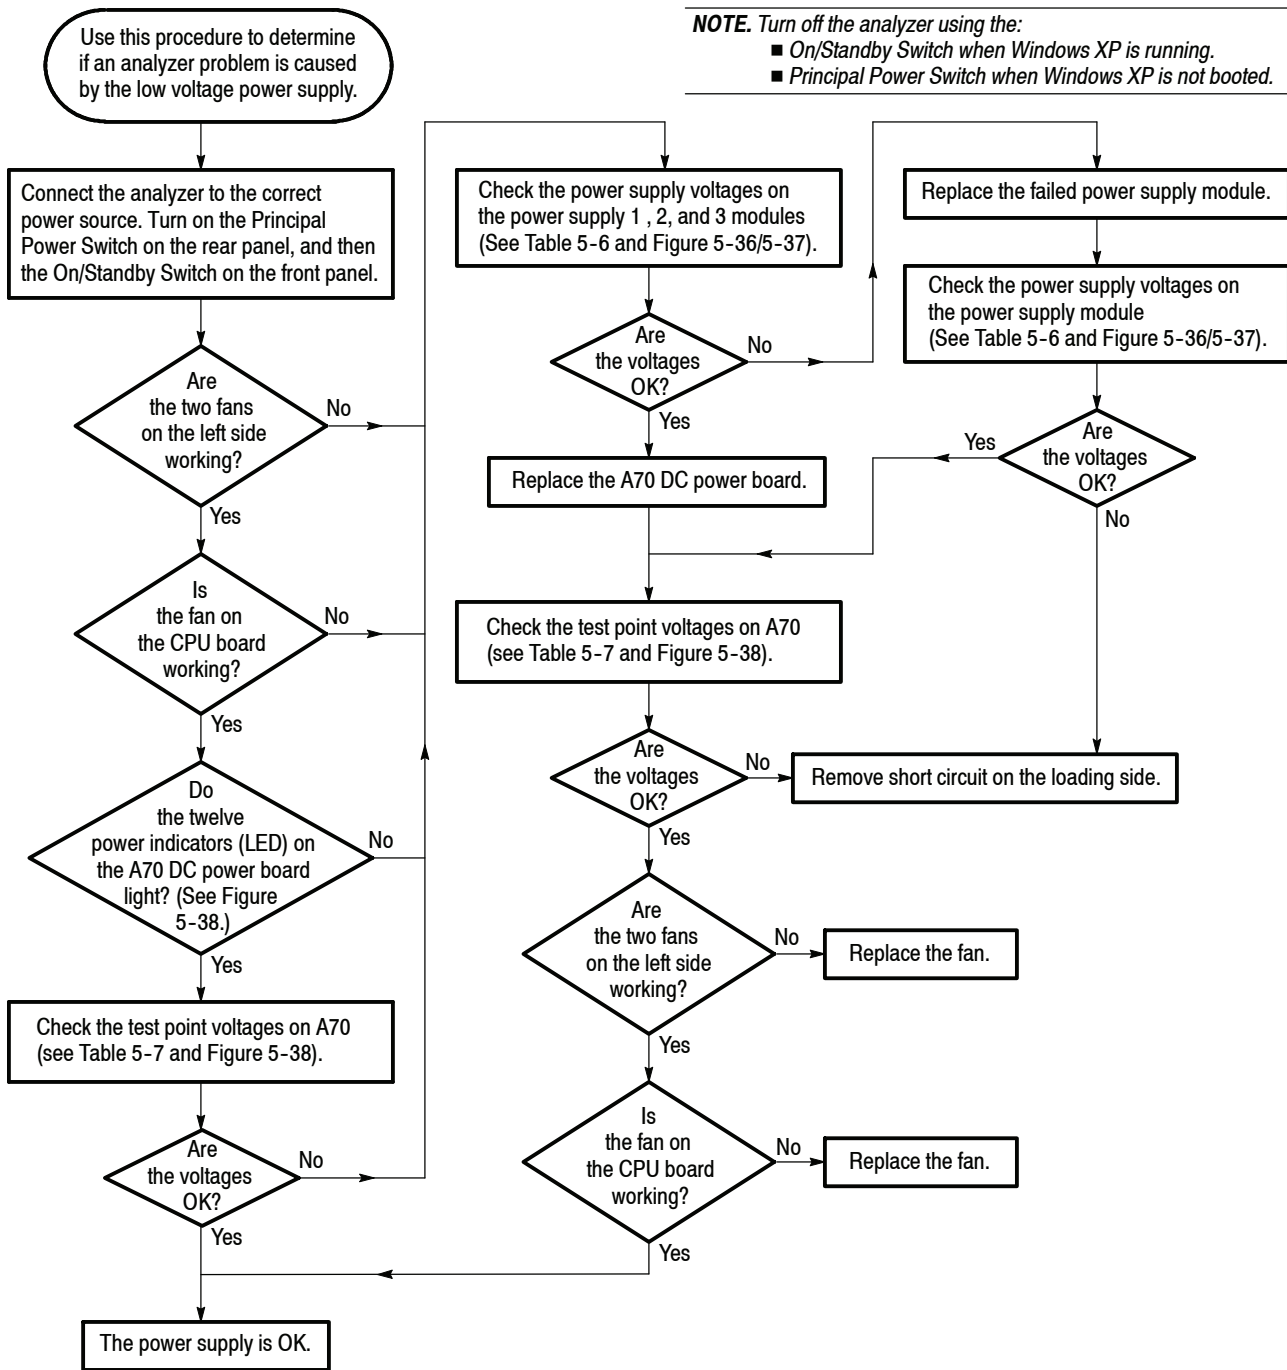 Use this procedure to determine
if an analyzer problem is caused
by the low voltage power supply.
NOTE. Turn off the analyzer using the:
■ On/Standby Switch when Windows XP is running.
■ Principal Power Switch when Windows XP is not booted.
Connect the analyzer to the correct
power source. Turn on the Principal
Power Switch on the rear panel, and then
the On/Standby Switch on the front panel.
Are
the two fans
on the left side
working?
No
Yes
Is
the fan on
the CPU board
working?
No
Yes
Do
the twelve
power indicators (LED) on
the A70 DC power board
light? (See Figure
5-38.)
No
Yes
Check the test point voltages on A70
(see Table 5-7 and Figure 5-38).
Are
the voltages
OK?
No
Yes
The power supply is OK.
Check the power supply voltages on
the power supply 1 , 2, and 3 modules
(See Table 5-6 and Figure 5-36/5-37).
Are
the voltages
OK?
No
Yes
Replace the A70 DC power board.
Check the test point voltages on A70
(see Table 5-7 and Figure 5-38).
Are
the voltages
OK?
No
Yes
Are
the two fans
on the left side
working?
No
Replace the fan.
Yes
Is
the fan on
the CPU board
working?
No
Replace the fan.
Yes
Replace the failed power supply module.
Check the power supply voltages on
the power supply module
(See Table 5-6 and Figure 5-36/5-37).
Are
the voltages
OK?
Yes
No
Remove short circuit on the loading side.